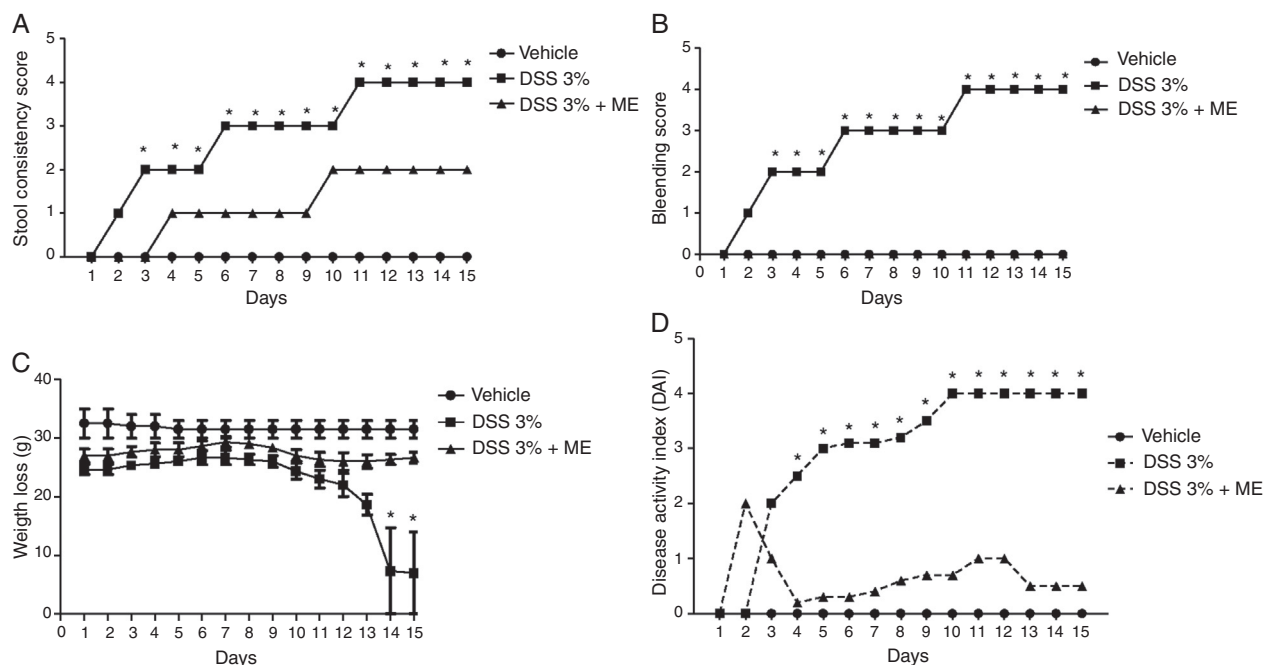 A
Stool consistency score
5
4
3
2
1
0
* * * * * * * * * * * * *
1 2 3 4 5 6 7 8 9 10 11 12 13 14 15
Days
Vehicle
DSS 3%
DSS 3% + ME
B
Bleending score
5
4
3
2
1
0
* * * * * * * * * * * * *
0 1 2 3 4 5 6 7 8 9 10 11 12 13 14 15
Days
Vehicle
DSS 3%
DSS 3% + ME
C
Weigth loss (g)
40
30
20
10
0
* *
0 1 2 3 4 5 6 7 8 9 10 11 12 13 14 15
Days
Vehicle
DSS 3%
DSS 3% + ME
D
Disease activity index (DAI)
5
4
3
2
1
0
* * * * * * * * * * * *
1 2 3 4 5 6 7 8 9 10 11 12 13 14 15
Days
Vehicle
DSS 3%
DSS 3% + ME